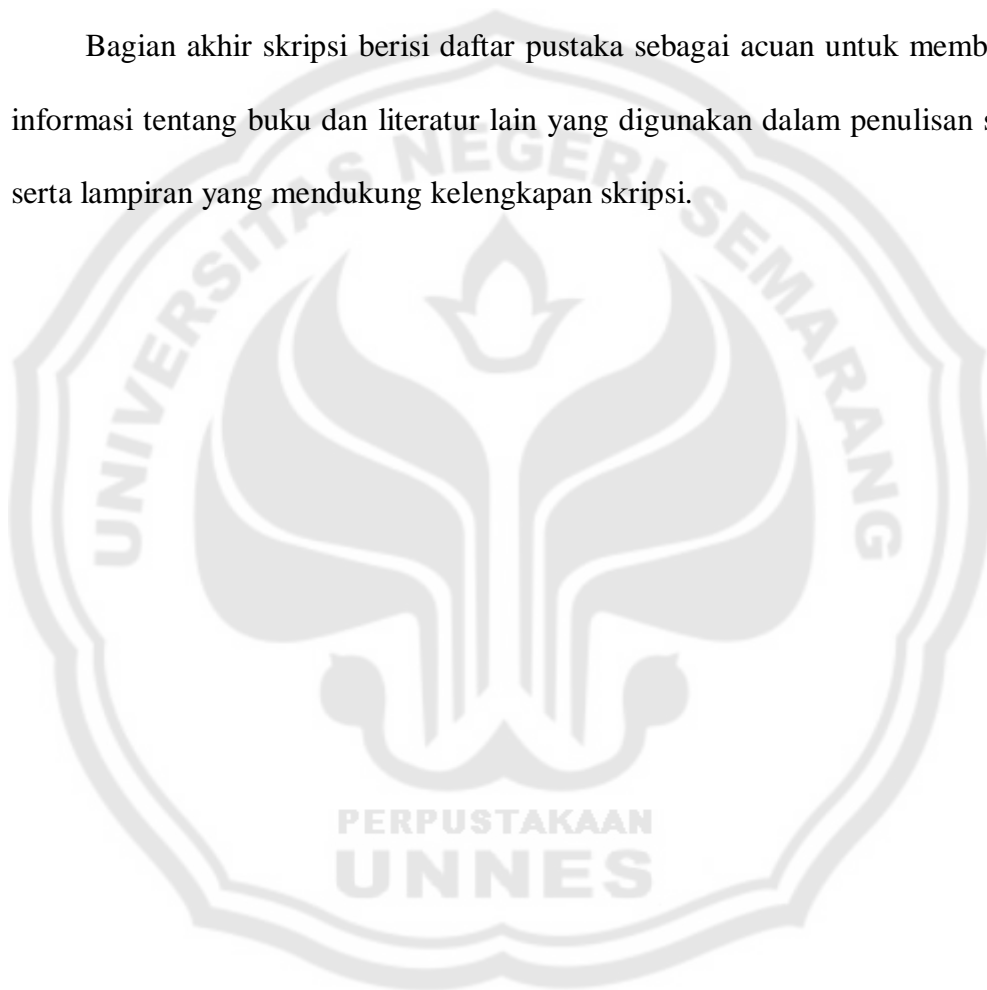 Bagian akhir skripsi berisi daftar pustaka sebagai acuan untuk memb
informasi tentang buku dan literatur lain yang digunakan dalam penulisan s
serta lampiran yang mendukung kelengkapan skripsi.
UNIVERSITAS NEGERI SEMARANG
PERPUSTAKAAN
UNNES